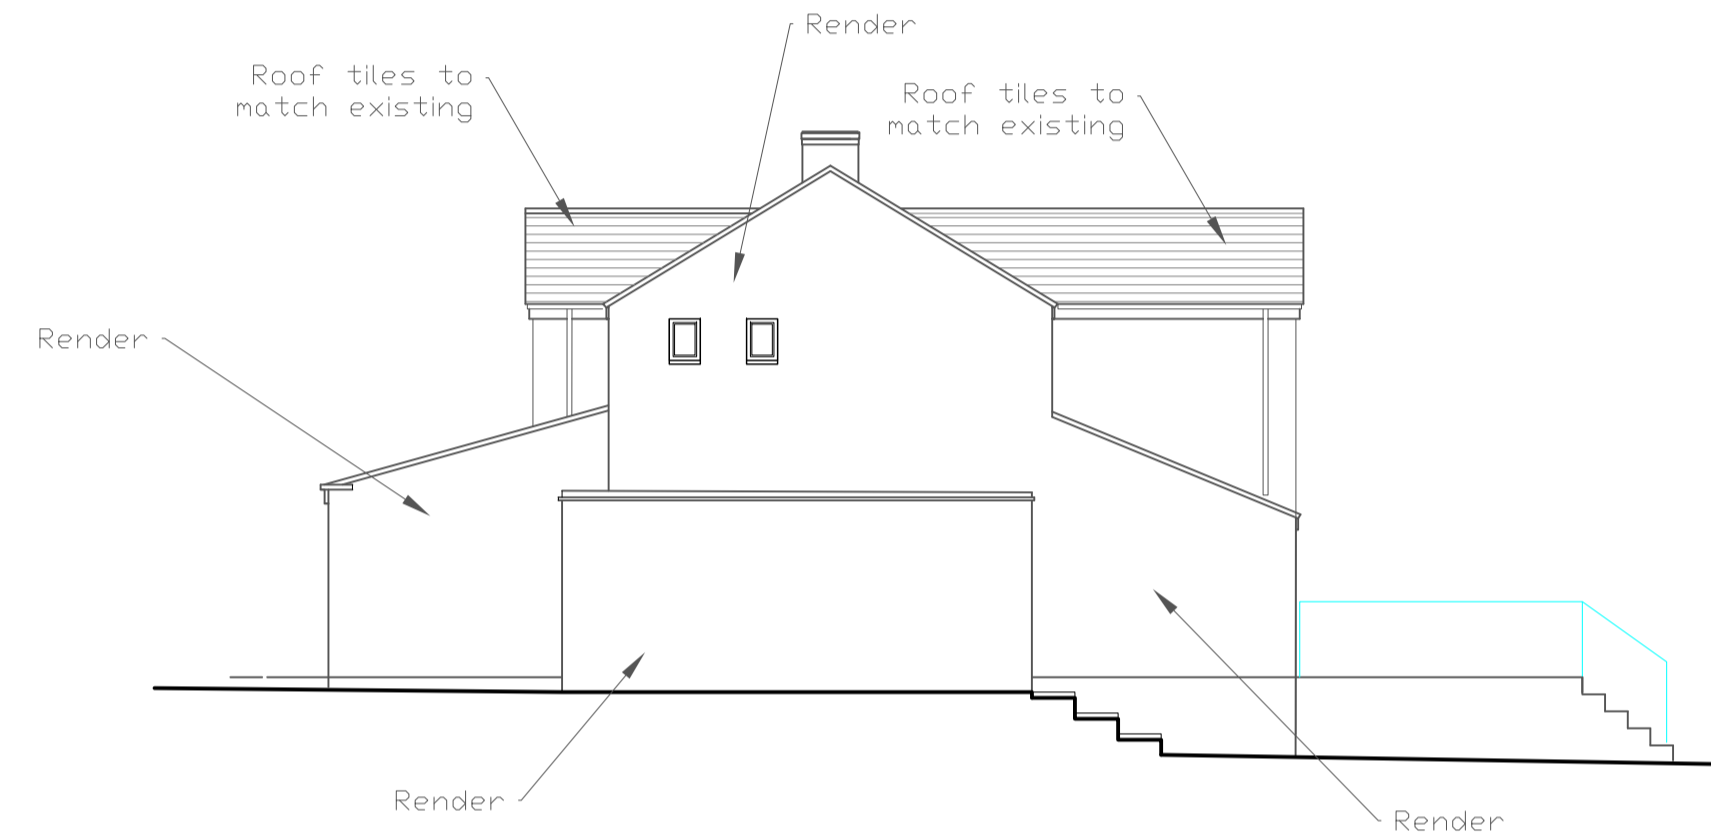 Render
Roof tiles to
match existing
Roof tiles to
match existing
Render
Render
Render